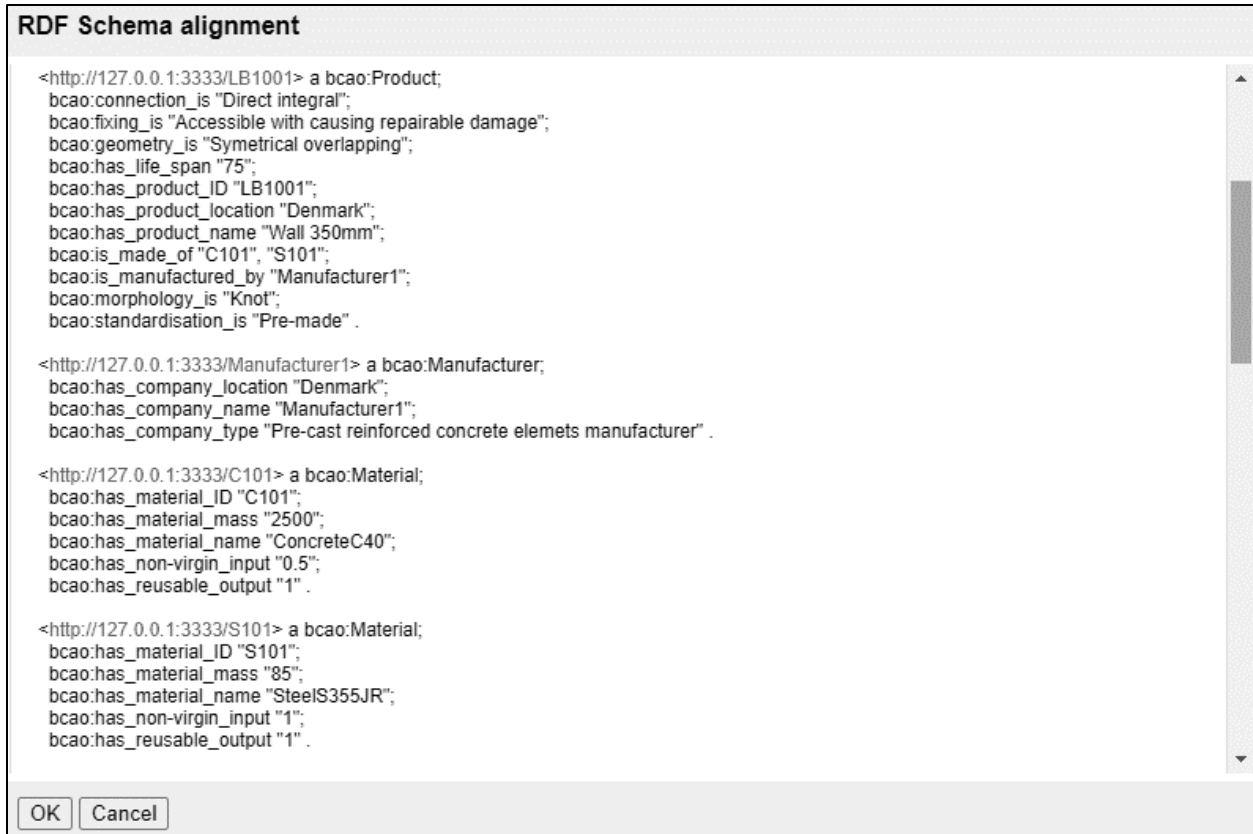 RDF Schema alignment
<http://127.0.0.1:3333/LB1001> a bcao:Product;
bcao:connection_is "Direct integral";
bcao:fixing_is "Accessible with causing repairable damage";
bcao:geometry_is "Symetrical overlapping";
bcao:has_life_span "75";
bcao:has_product_ID "LB1001";
bcao:has_product_location "Denmark";
bcao:has_product_name "Wall 350mm";
bcao:is_made_of "C101", "S101";
bcao:is_manufactured_by "Manufacturer1";
bcao:morphology_is "Knot";
bcao:standardisation_is "Pre-made" .
<http://127.0.0.1:3333/Manufacturer1> a bcao:Manufacturer;
bcao:has_company_location "Denmark";
bcao:has_company_name "Manufacturer1";
bcao:has_company_type "Pre-cast reinforced concrete elemets manufacturer" .
<http://127.0.0.1:3333/C101> a bcao:Material;
bcao:has_material_ID "C101";
bcao:has_material_mass "2500";
bcao:has_material_name "ConcreteC40";
bcao:has_non-virgin_input "0.5";
bcao:has_reusable_output "1" .
<http://127.0.0.1:3333/S101> a bcao:Material;
bcao:has_material_ID "S101";
bcao:has_material_mass "85";
bcao:has_material_name "SteelS355JR";
bcao:has_non-virgin_input "1";
bcao:has_reusable_output "1" .
OK Cancel